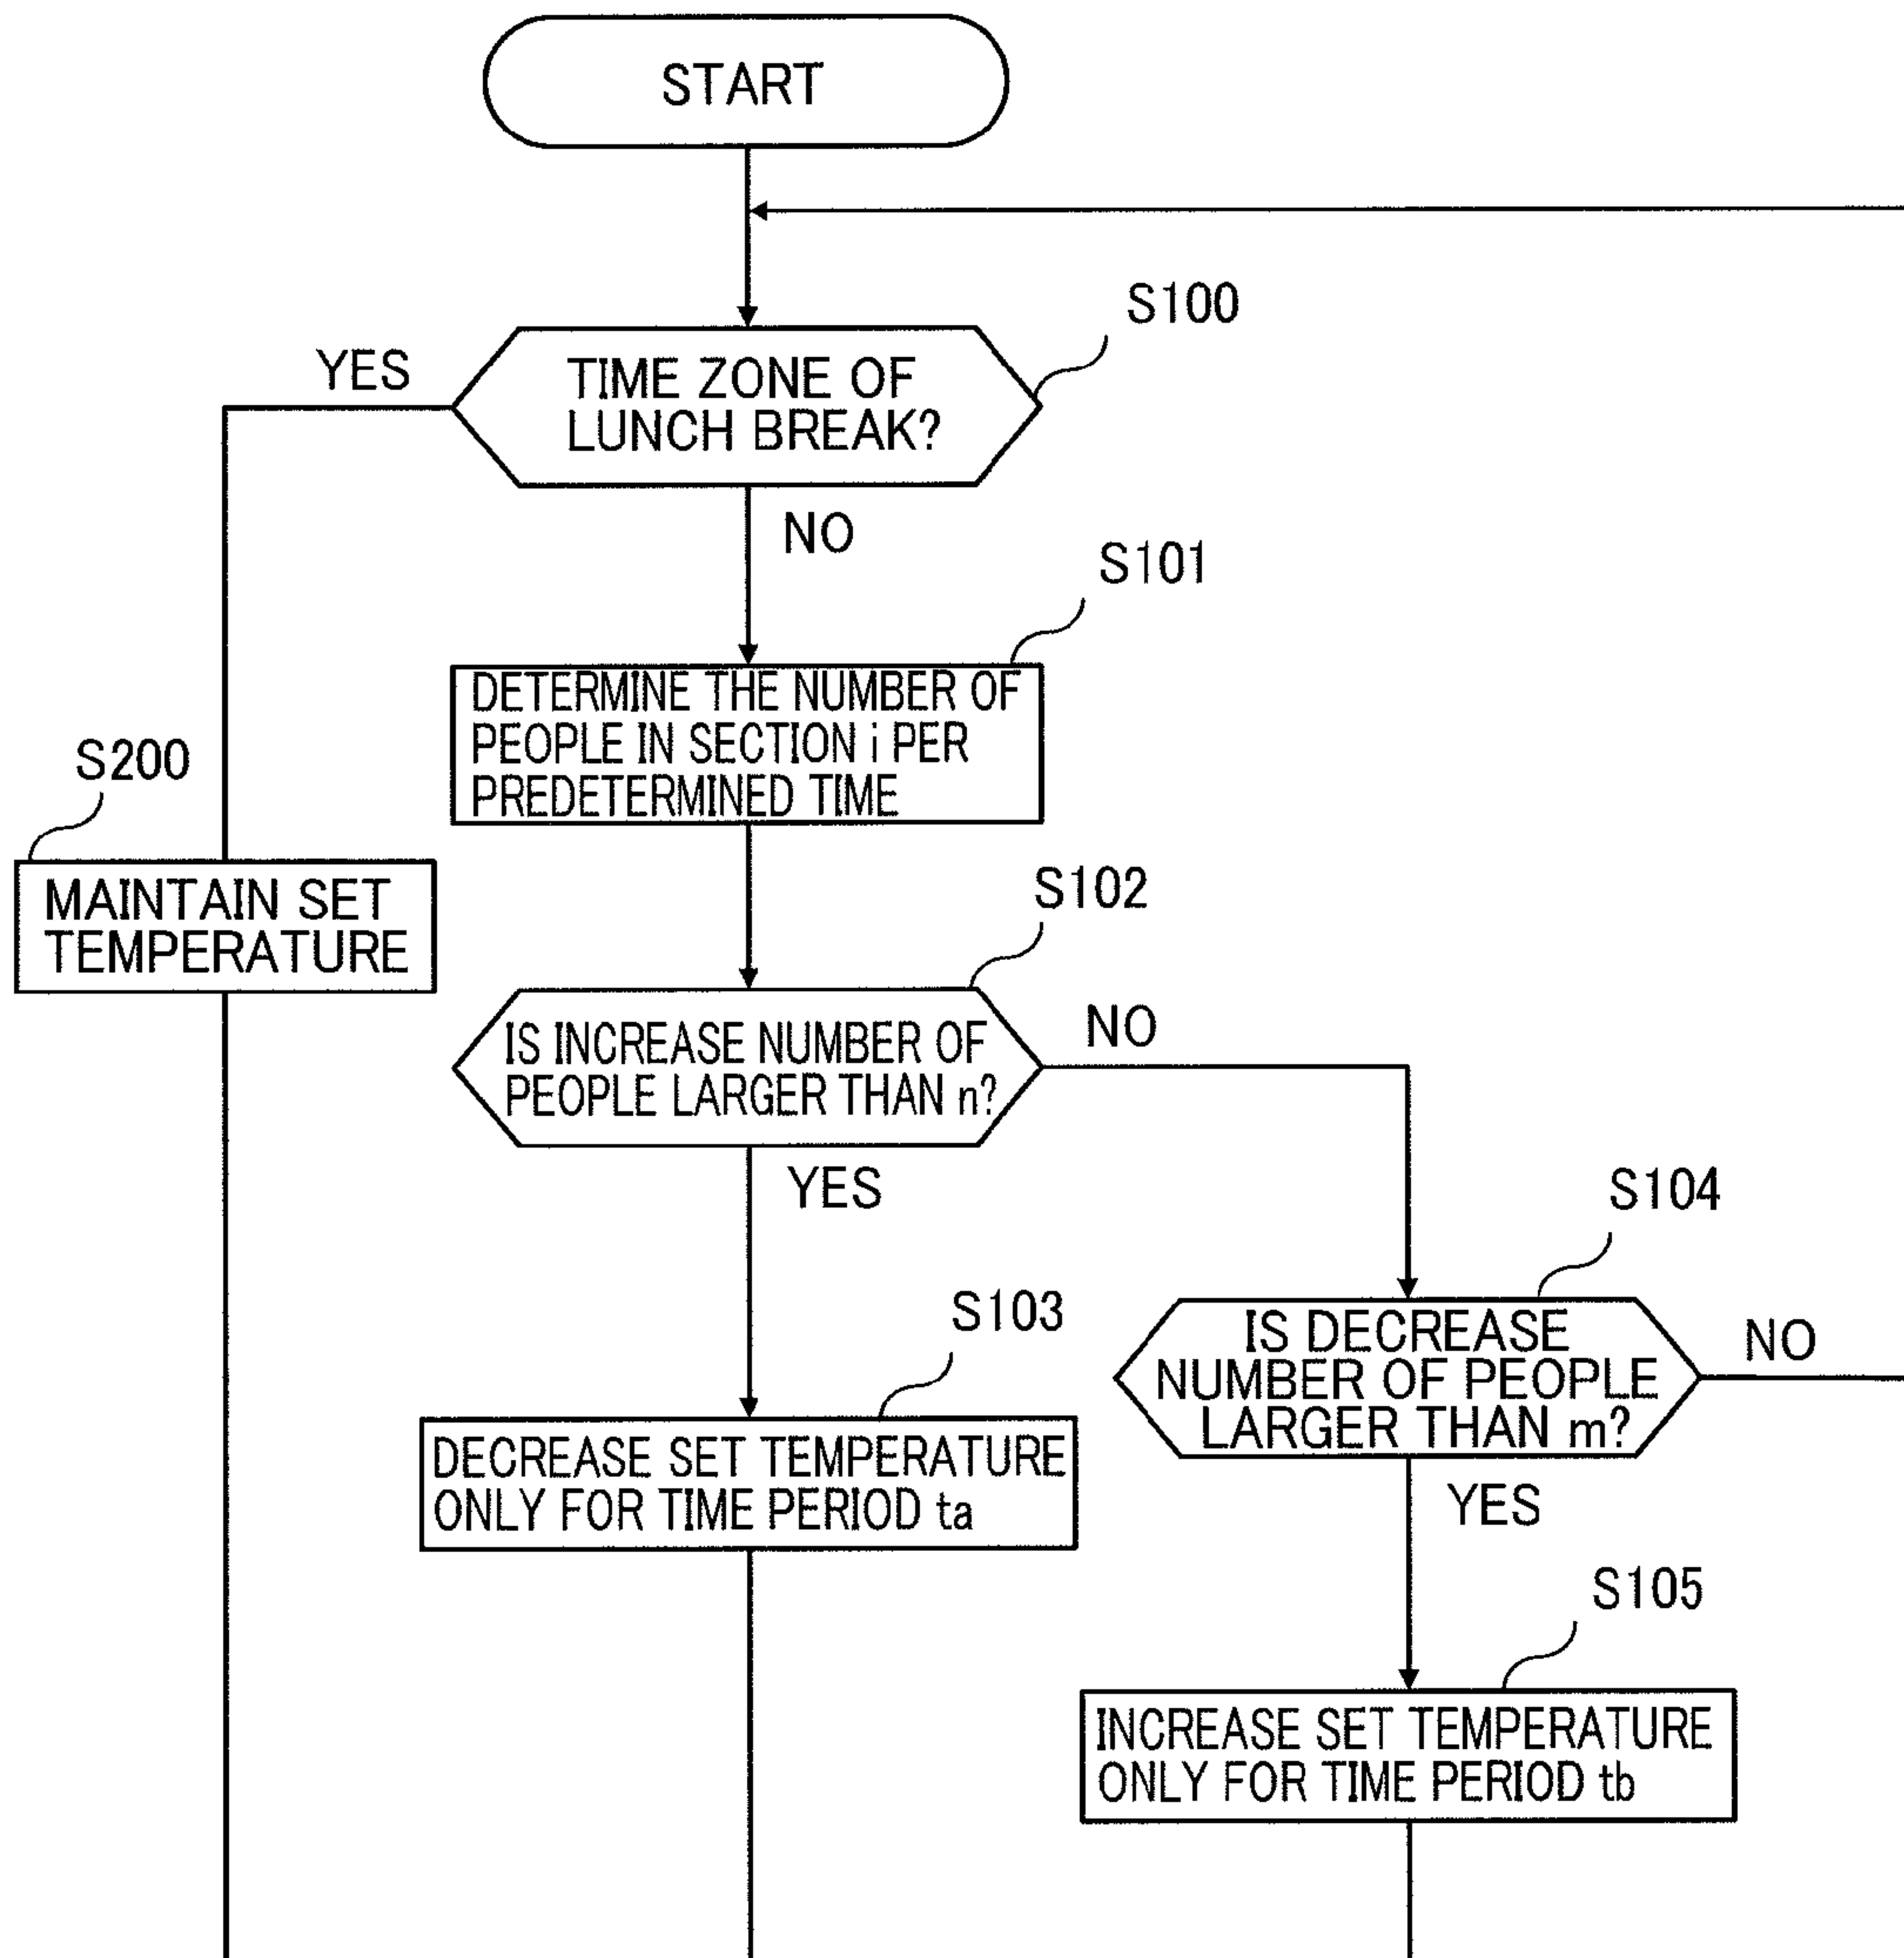 START
S100
YES
TIME ZONE OF
LUNCH BREAK?
NO
S101
DETERMINE THE NUMBER OF
PEOPLE IN SECTION i PER
PREDETERMINED TIME
S200
MAINTAIN SET
TEMPERATURE
S102
IS INCREASE NUMBER OF
PEOPLE LARGER THAN n?
NO
YES
S104
IS DECREASE
NUMBER OF PEOPLE
LARGER THAN m?
NO
S103
DECREASE SET TEMPERATURE
ONLY FOR TIME PERIOD ta
YES
S105
INCREASE SET TEMPERATURE
ONLY FOR TIME PERIOD tb